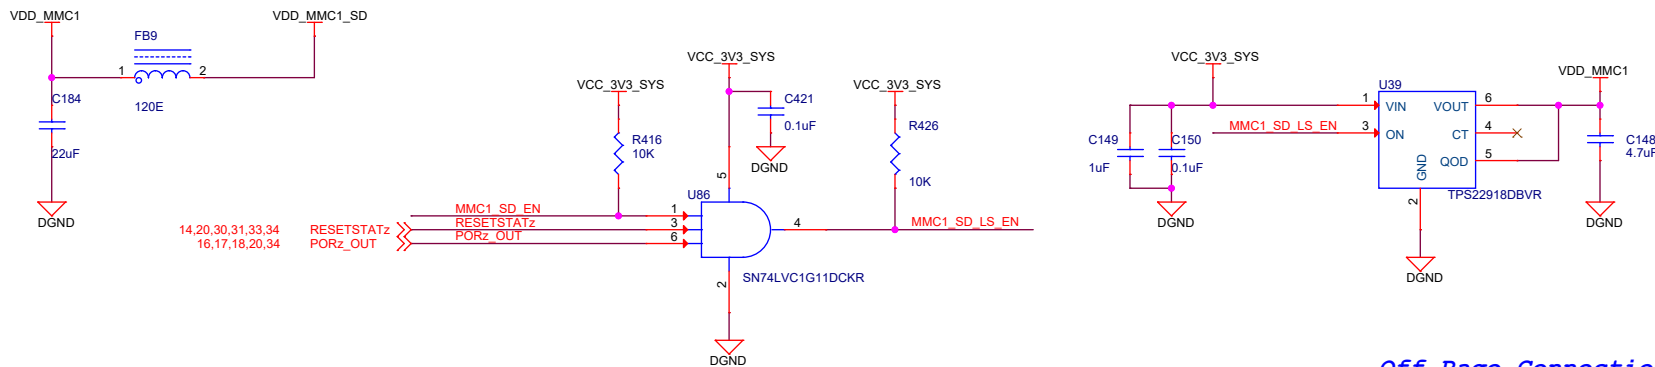 VDD_MMC1
VDD_MMC1_SD
FB9
1
2
C184
120E
22uF
DGND
VCC_3V3_SYS
VCC_3V3_SYS
VCC_3V3_SYS
C421
0.1uF
DGND
R416
10K
R426
10K
5
U86
MMC1_SD_EN
1
14,20,30,31,33,34
RESETSTATz
RESETSTATz
3
16,17,18,20,34
PORz_OUT
PORz_OUT
6
4
MMC1_SD_LS_EN
2
SN74LVC1G11DCKR
DGND
VCC_3V3_SYS
U39
VDD_MMC1
1
VIN
VOUT
6
MMC1_SD_LS_EN
3
ON
CT
4
QOD
5
GND
C149
1uF
C150
0.1uF
DGND
C148
4.7uF
DGND
TPS22918DBVR
2
DGND